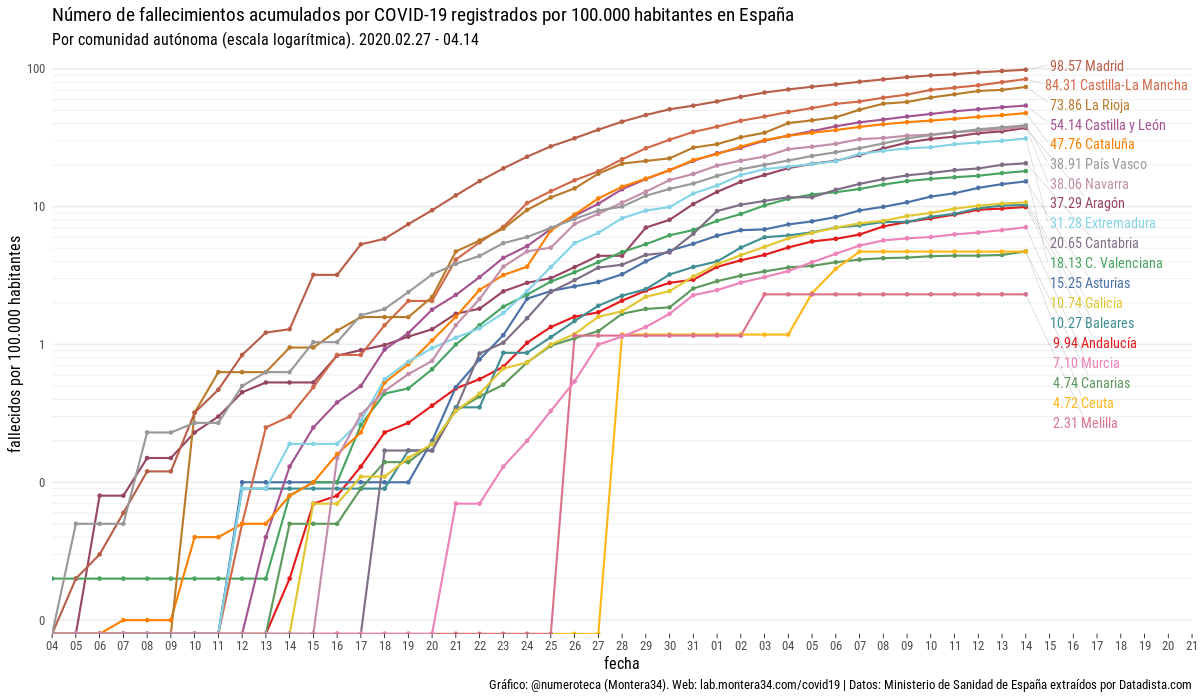 Número de fallecimientos acumulados por COVID-19 registrados por 100.000 habitantes en España
Por comunidad autónoma (escala logarítmica). 2020.02.27 - 04.14
fallecidos por 100.000 habitantes
100
10
1
0
0
98.57 Madrid
84.31 Castilla-La Mancha
73.86 La Rioja
54.14 Castilla y León
47.76 Cataluña
38.91 País Vasco
38.06 Navarra
37.29 Aragón
31.28 Extremadura
20.65 Cantabria
18.13 C. Valenciana
15.25 Asturias
10.74 Galicia
10.27 Baleares
9.94 Andalucía
7.10 Murcia
4.74 Canarias
4.72 Ceuta
2.31 Melilla
04 05 06 07 08 09 10 11 12 13 14 15 16 17 18 19 20 21 22 23 24 25 26 27 28 29 30 31 01 02 03 04 05 06 07 08 09 10 11 12 13 14 15 16 17 18 19 20 21
fecha
Gráfico: @numeroteca (Montera34). Web: lab.montera34.com/covid19 | Datos: Ministerio de Sanidad de España extraídos por Datadista.com